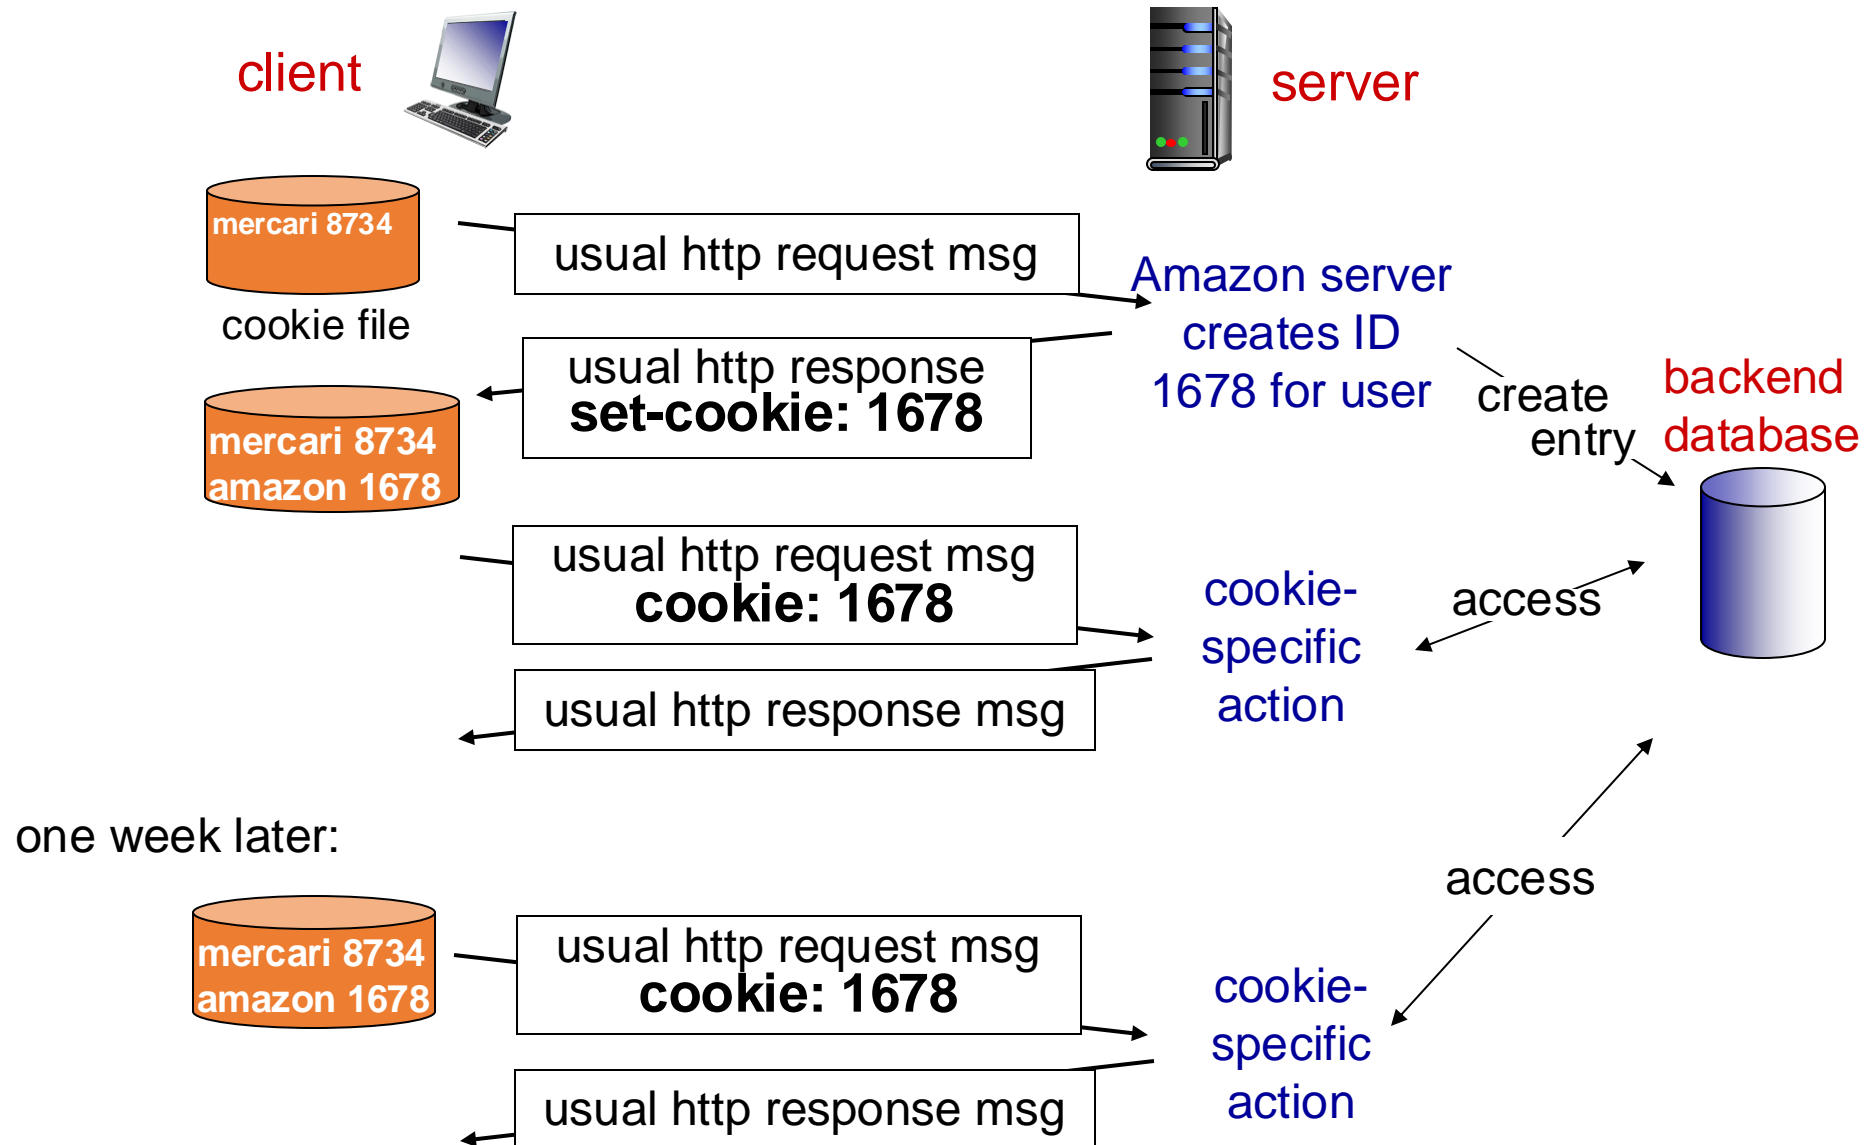 client
server
mercari 8734
cookie file
usual http request msg
Amazon server
creates ID
1678 for user
usual http response
set-cookie: 1678
create
entry
backend
database
mercari 8734
amazon 1678
usual http request msg
cookie: 1678
cookie-
specific
action
access
usual http response msg
one week later:
access
mercari 8734
amazon 1678
usual http request msg
cookie: 1678
cookie-
specific
action
usual http response msg